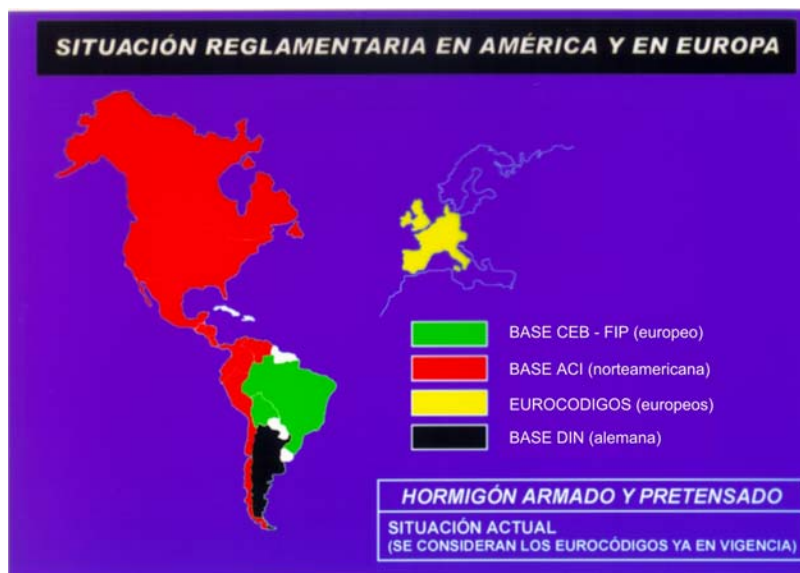 SITUACIÓN REGLAMENTARIA EN AMÉRICA Y EN EUROPA
BASE CEB - FIP (europeo)
BASE ACI (norteamericana)
EUROCODIGOS (europeos)
BASE DIN (alemana)
HORMIGÓN ARMADO Y PRETENSADO
SITUACIÓN ACTUAL
(SE CONSIDERAN LOS EUROCÓDIGOS YA EN VIGENCIA)